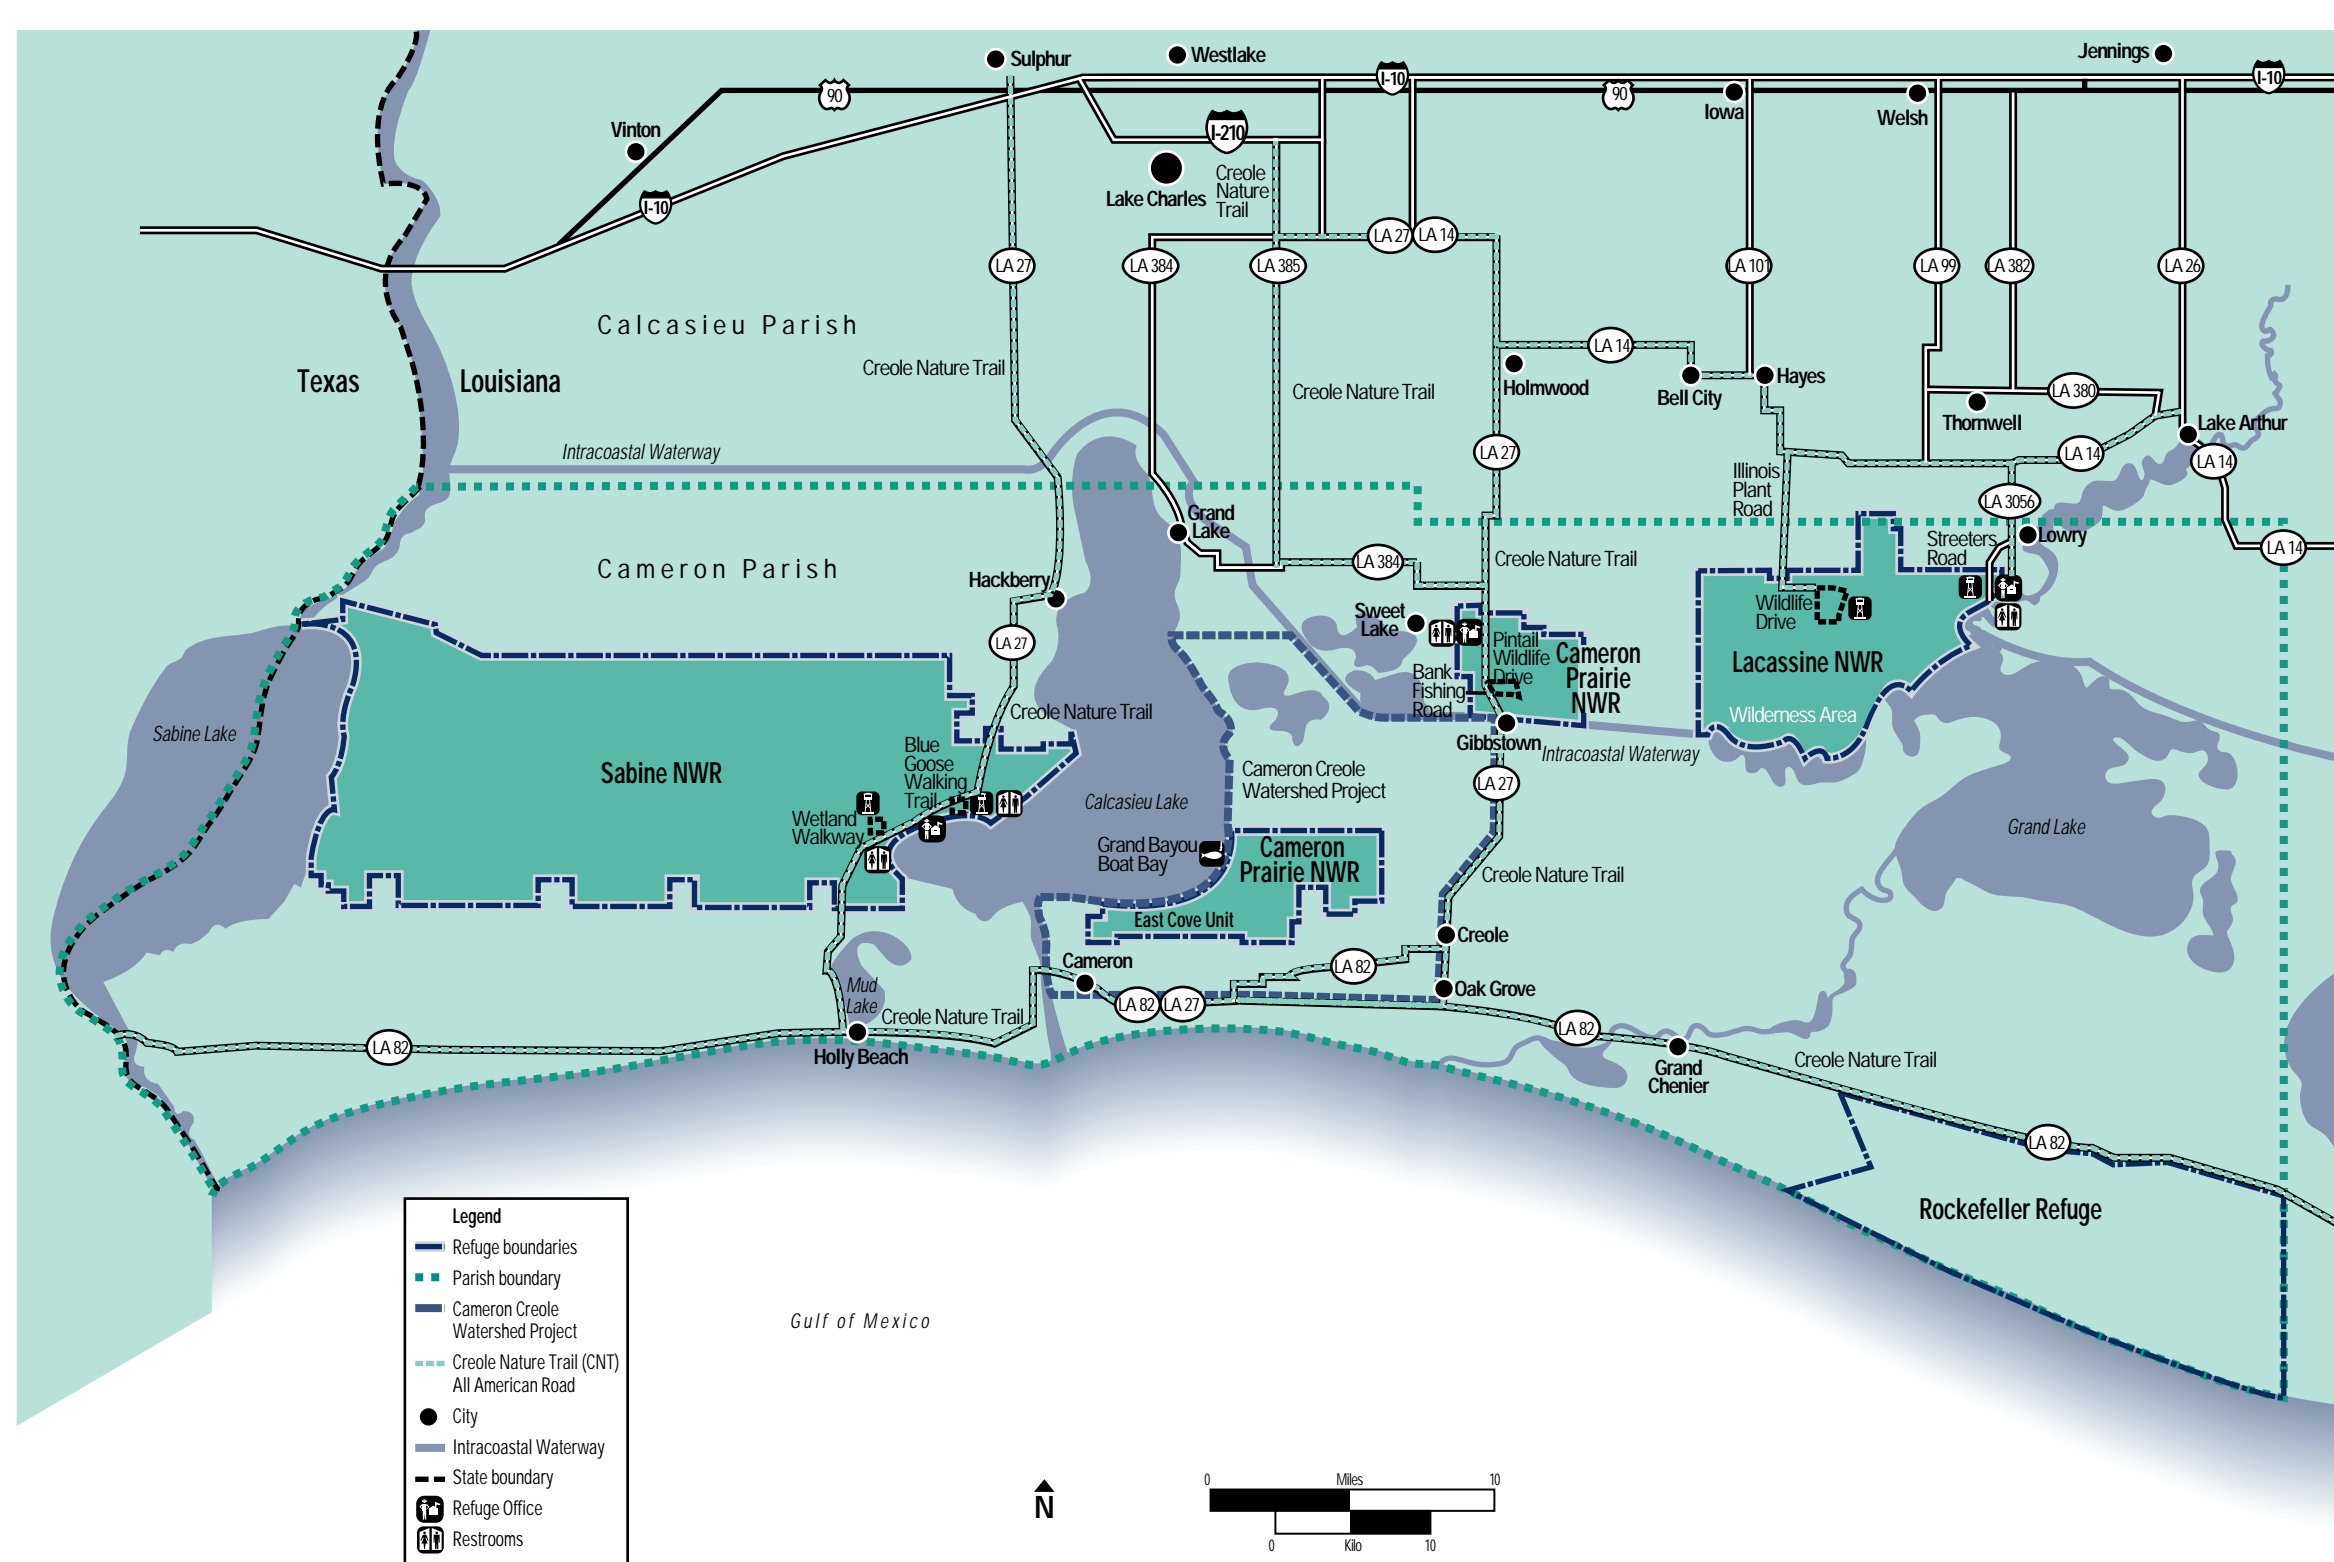 Sulphur
Westlake
Jennings
I-10
I-10
90
90
Iowa
Welsh
Vinton
I-210
Lake Charles
Creole
Nature
Trail
I-10
LA 27
LA 14
LA 27
LA 384
LA 385
LA 101
LA 99
LA 382
LA 26
Calcasieu Parish
Creole Nature Trail
LA 14
Texas
Louisiana
Creole Nature Trail
Holmwood
Bell City
Hayes
LA 380
Thornwell
Lake Arthur
Intracoastal Waterway
LA 27
LA 14
LA 14
Illinois
Plant
Road
LA 3056
Grand
Lake
Streeters
Road
Lowry
LA 14
Cameron Parish
Hackberry
LA 384
Creole Nature Trail
Sweet
Lake
Wildlife
Drive
LA 27
Pintail
Wildlife
Drive
Cameron
Prairie
NWR
Bank
Fishing
Road
Lacassine NWR
Wilderness Area
Sabine Lake
Creole Nature Trail
Gibbstown
Intracoastal Waterway
Sabine NWR
Blue
Goose
Walking
Trail
Cameron Creole
Watershed Project
LA 27
Calcasieu Lake
Wetland
Walkway
Grand Lake
Grand Bayou
Boat Bay
Cameron
Prairie NWR
Creole Nature Trail
East Cove Unit
Creole
Cameron
LA 82
Mud
Lake
Oak Grove
LA 82
LA 27
Creole Nature Trail
LA 82
LA 82
Holly Beach
Grand
Chenier
Creole Nature Trail
LA 82
Rockefeller Refuge
Gulf of Mexico
Legend
Refuge boundaries
Parish boundary
Cameron Creole
Watershed Project
Creole Nature Trail (CNT)
All American Road
City
Intracoastal Waterway
State boundary
Refuge Office
Restrooms
N
0
Miles
10
0
Kilo
10